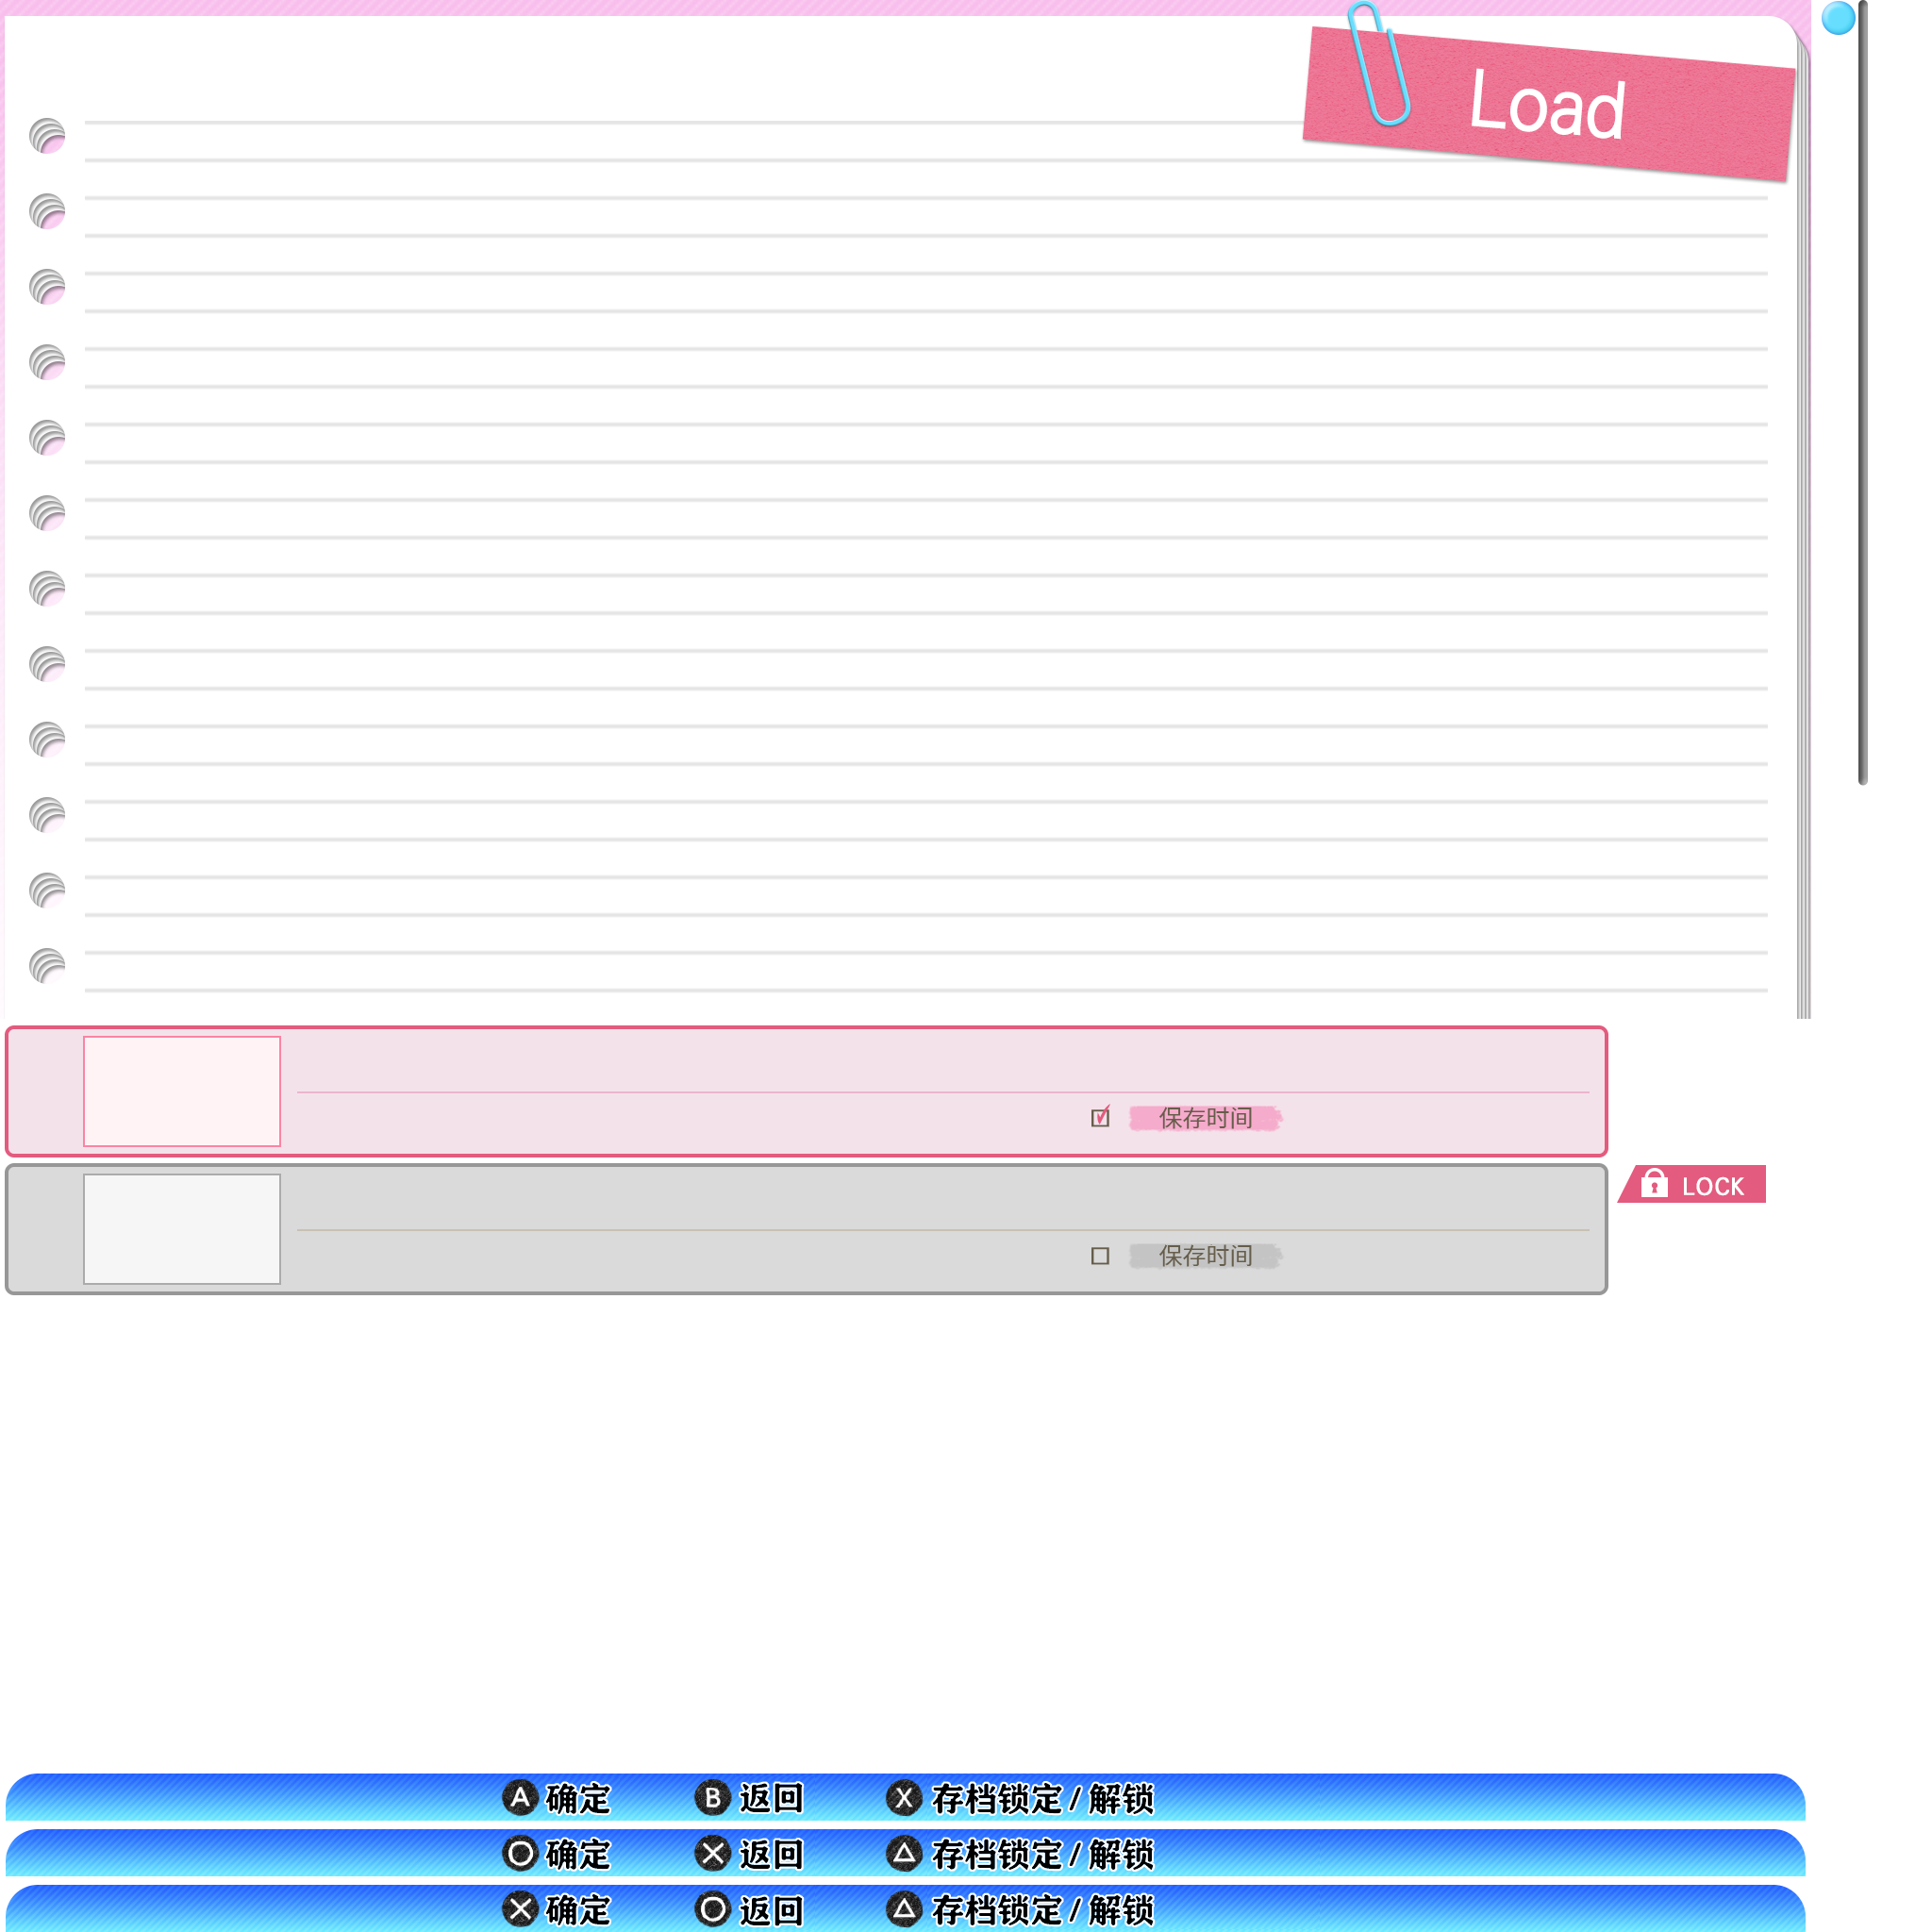 Load
保存时间
LOCK
保存时间
A 确定 B 返回 X 存档锁定 / 解锁
确定 返回 存档锁定 / 解锁
确定 返回 存档锁定 / 解锁